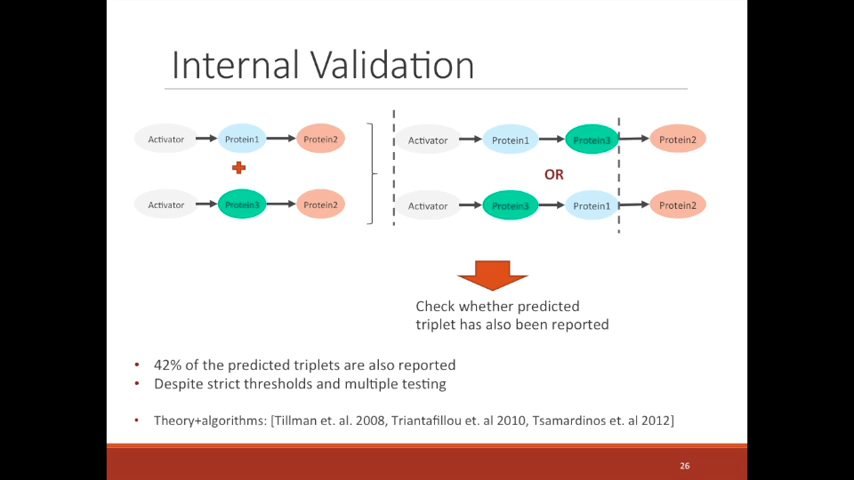 Internal Validation
Activator Protein1 Protein2
Activator Protein1 Protein3 Protein2
OR
Activator Protein3 Protein2
Activator Protein3 Protein1 Protein2
Check whether predicted
triplet has also been reported
• 42% of the predicted triplets are also reported
• Despite strict thresholds and multiple testing
• Theory+algorithms: [Tillman et. al. 2008, Triantafillou et. al 2010, Tsamardinos et. al 2012]
26